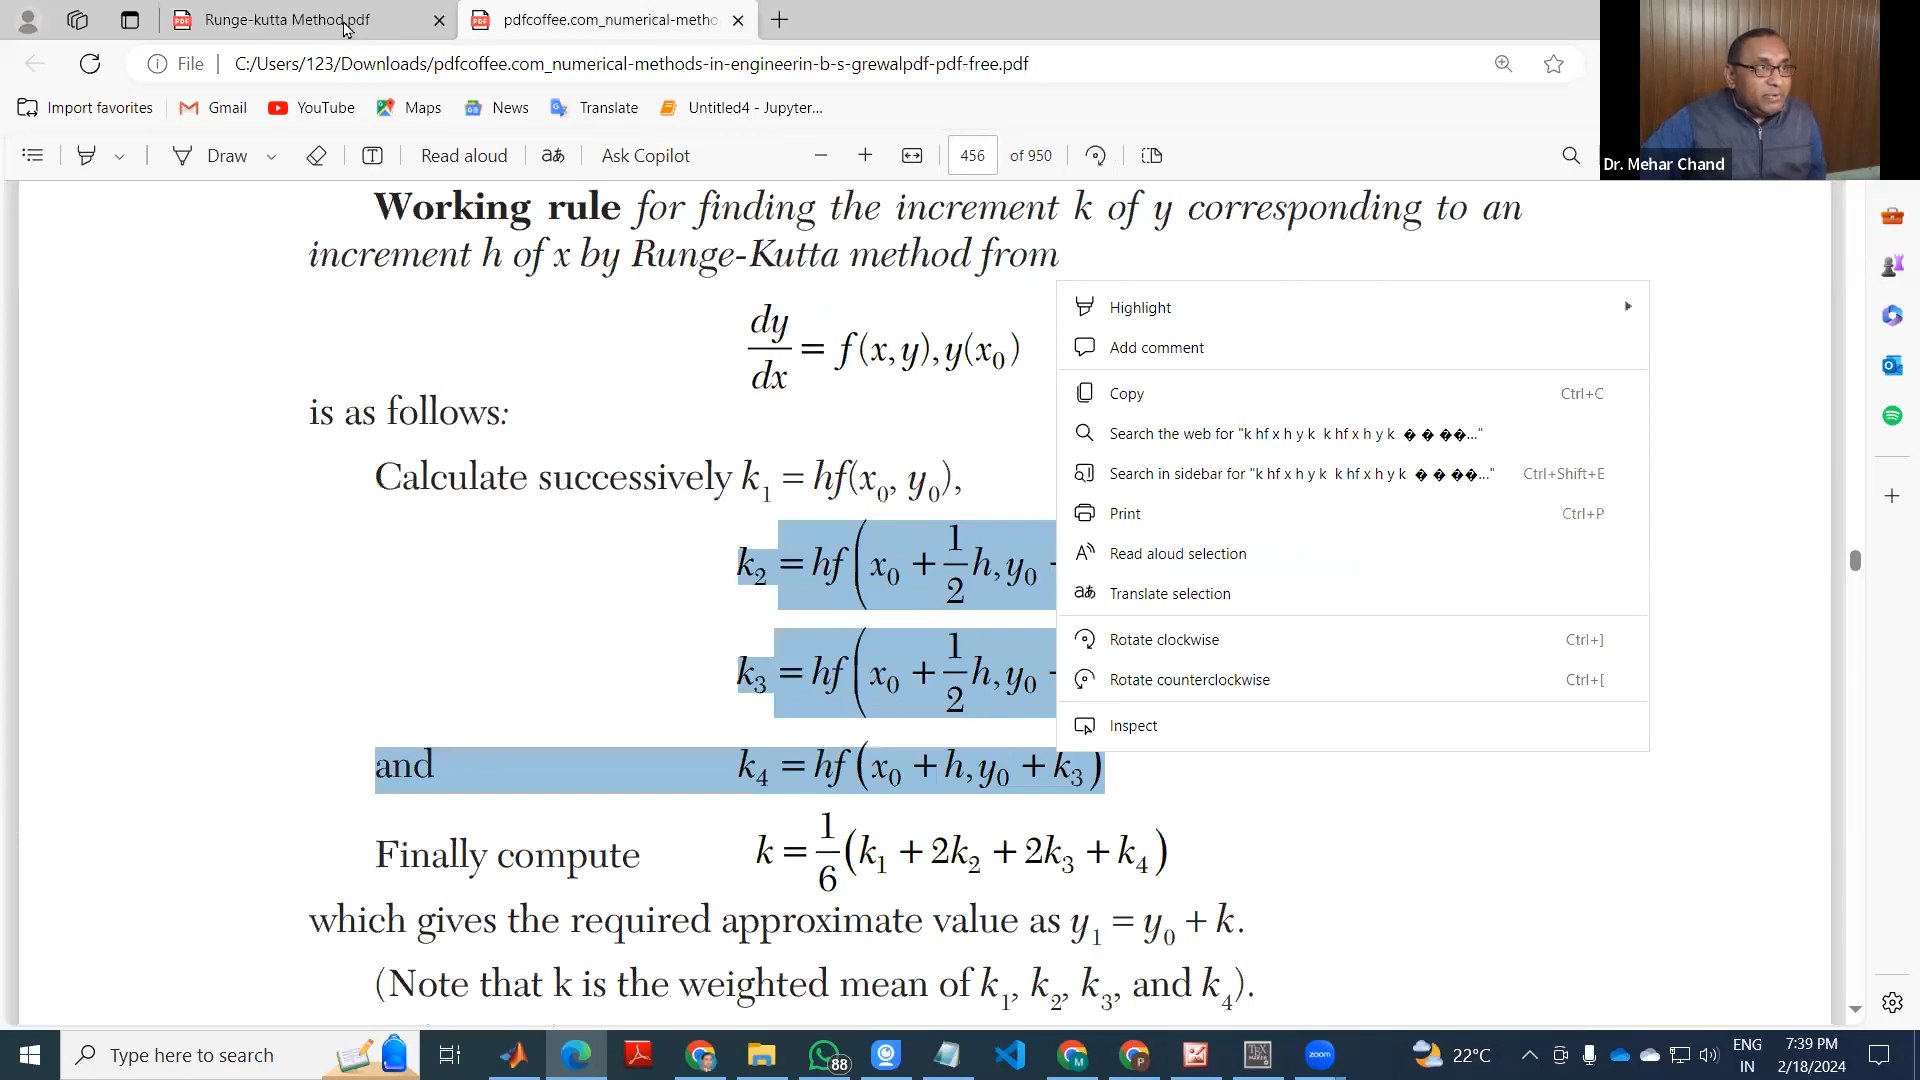 Runge-kutta Method.pdf
pdfcoffee.com_numerical-metho
File
C:/Users/123/Downloads/pdfcoffee.com_numerical-methods-in-engineerin-b-s-grewalpdf-pdf-free.pdf
Import favorites
Gmail
YouTube
Maps
News
Translate
Untitled4 - Jupyter...
Draw
Read aloud
aあ
Ask Copilot
456 of 950
Dr. Mehar Chand
Working rule for finding the increment k of y corresponding to an
increment h of x by Runge-Kutta method from
dy/dx = f(x, y), y(x₀)
is as follows:
Calculate successively k₁ = hf(x₀, y₀),
k₂ = hf(x₀ + 1/2 h, y₀
k₃ = hf(x₀ + 1/2 h, y₀
and k₄ = hf(x₀ + h, y₀ + k₃)
Finally compute k = 1/6 (k₁ + 2k₂ + 2k₃ + k₄)
which gives the required approximate value as y₁ = y₀ + k.
(Note that k is the weighted mean of k₁, k₂, k₃, and k₄).
Highlight
Add comment
Copy Ctrl+C
Search the web for "k hf x h y k  k hf x h y k  � � ��..."
Search in sidebar for "k hf x h y k  k hf x h y k  � � ��..." Ctrl+Shift+E
Print Ctrl+P
Read aloud selection
Translate selection
Rotate clockwise Ctrl+]
Rotate counterclockwise Ctrl+[
Inspect
Type here to search
88
zoom
22°C
ENG
IN
7:39 PM
2/18/2024